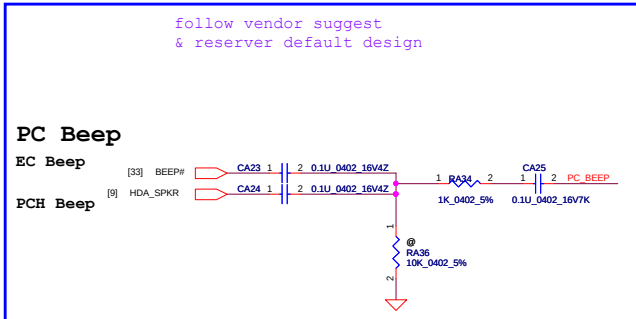 follow vendor suggest
& reserver default design
PC Beep
EC Beep
[33] BEEP# CA23 1 2 0.1U_0402_16V4Z
[9] HDA_SPKR CA24 1 2 0.1U_0402_16V4Z
PCH Beep
1 RA34 2
1K_0402_5%
CA25
1 2 PC_BEEP
0.1U_0402_16V7K
1
@
RA36
10K_0402_5%
2